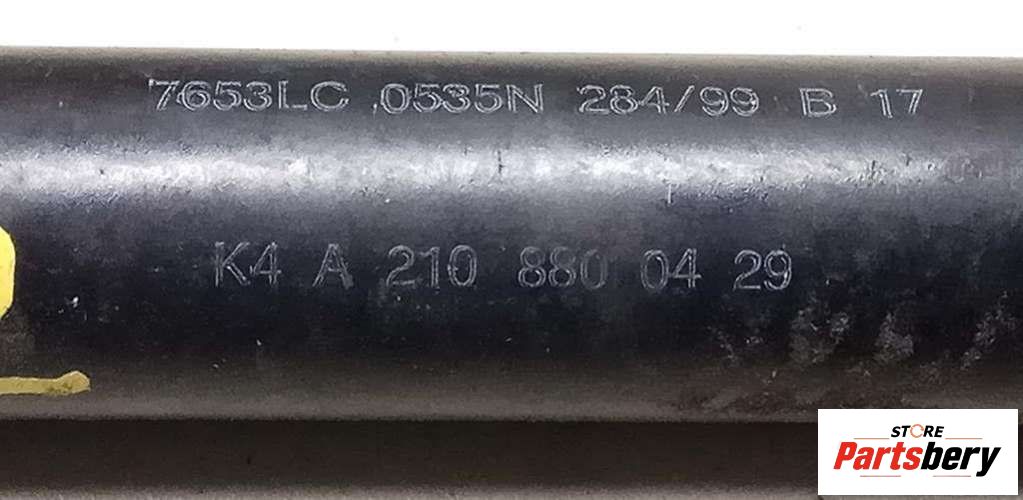 7653LC 0535N 284/99 B 17
K4 A 210 880 04 29
STORE
Partsbery